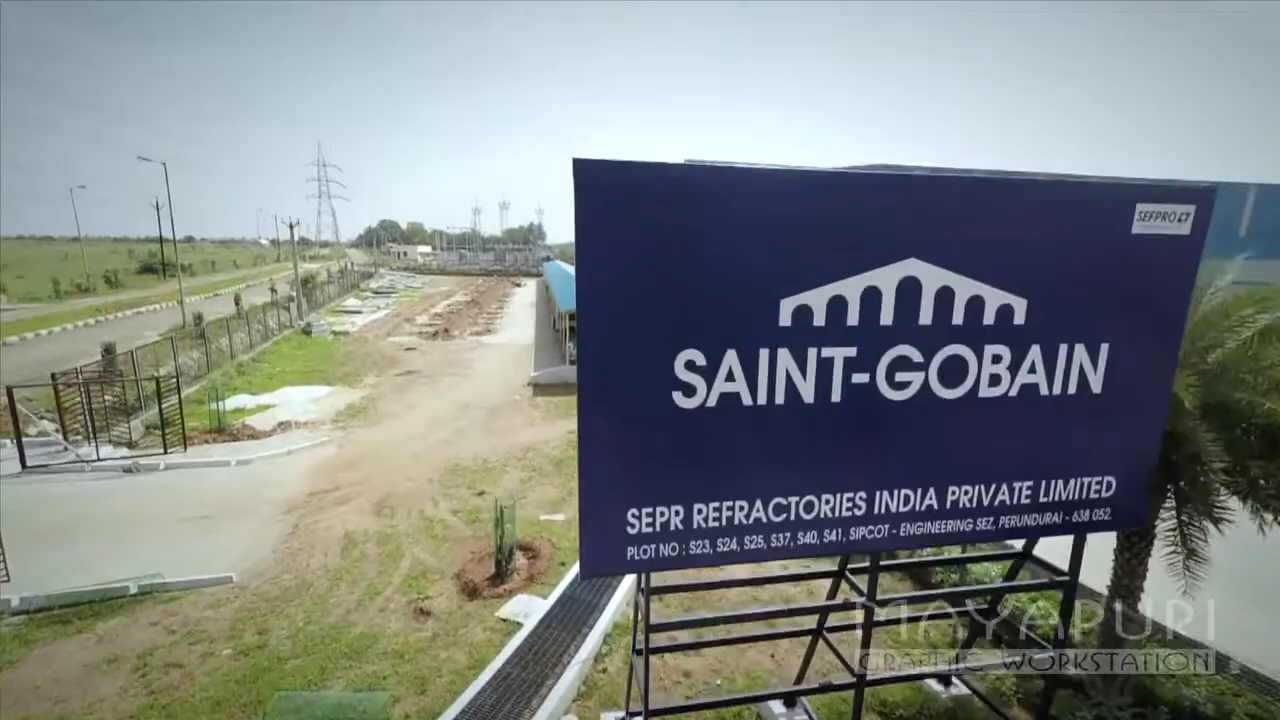 SEFPRO
SAINT-GOBAIN
SEPR REFRACTORIES INDIA PRIVATE LIMITED
PLOT NO : S23, S24, S25, S37, S40, S41, SIPCOT - ENGINEERING SEZ, PERUNDURAI - 638 052.
MAYAPURI
GRAPHIC WORKSTATION